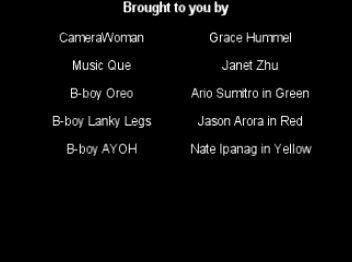 Brought to you by
CameraWoman Grace Hummel
Music Que Janet Zhu
B-boy Oreo Ario Sumitro in Green
B-boy Lanky Legs Jason Arora in Red
B-boy AYOH Nate Ipanag in Yellow